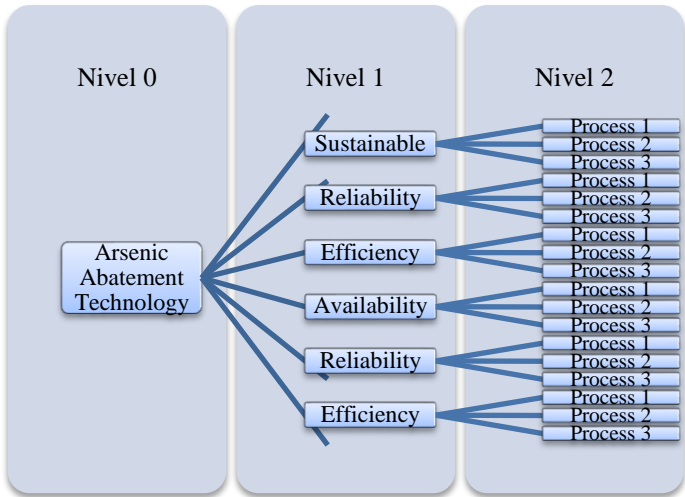 Nivel 0
Nivel 1
Nivel 2
Arsenic
Abatement
Technology
Sustainable
Reliability
Efficiency
Availability
Reliability
Efficiency
Process 1
Process 2
Process 3
Process 1
Process 2
Process 3
Process 1
Process 2
Process 3
Process 1
Process 2
Process 3
Process 1
Process 2
Process 3
Process 1
Process 2
Process 3